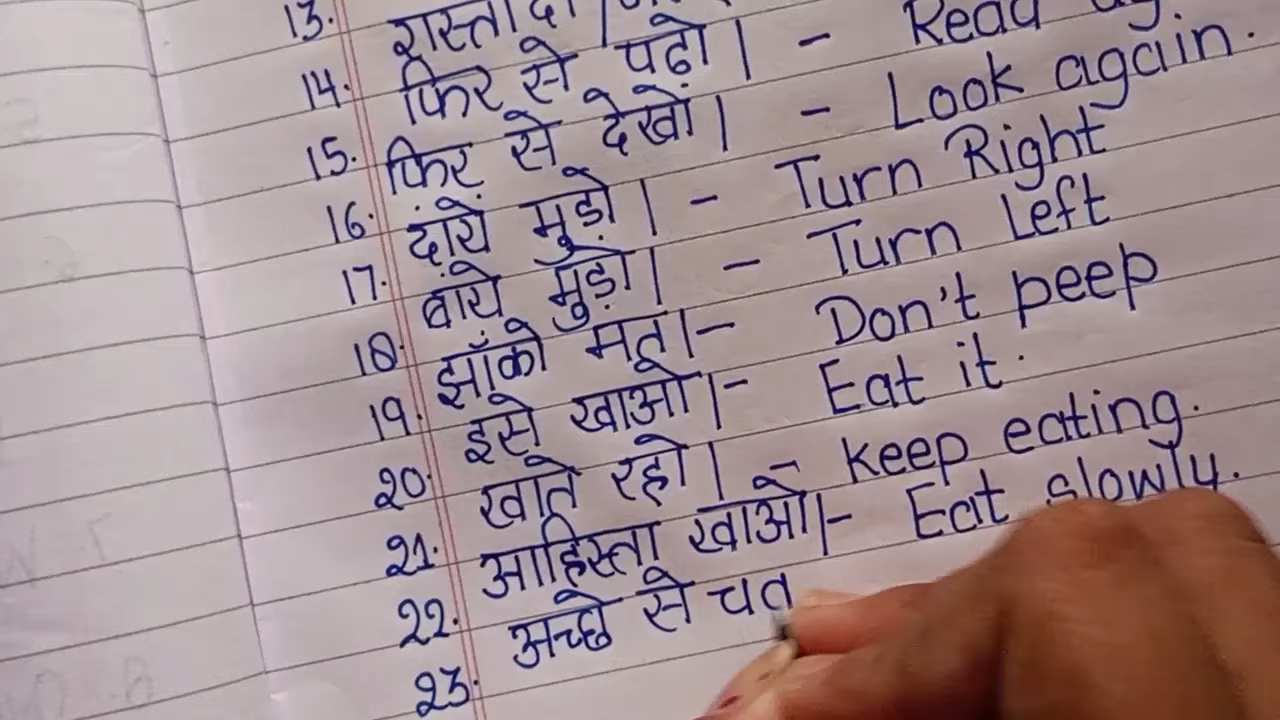 13. रास्ता दो
14. फिर से पढ़ो। - Read
15. फिर से देखो। - Look again.
16. दांये मुड़ो। - Turn Right
17. बांये मुड़ो। - Turn Left
18. झाँको मत।- Don't peep
19. इसे खाओ।- Eat it.
20. खाते रहो। - Keep eating.
21. आहिस्ता खाओ।- Eat slowly.
22. अच्छे से
23.